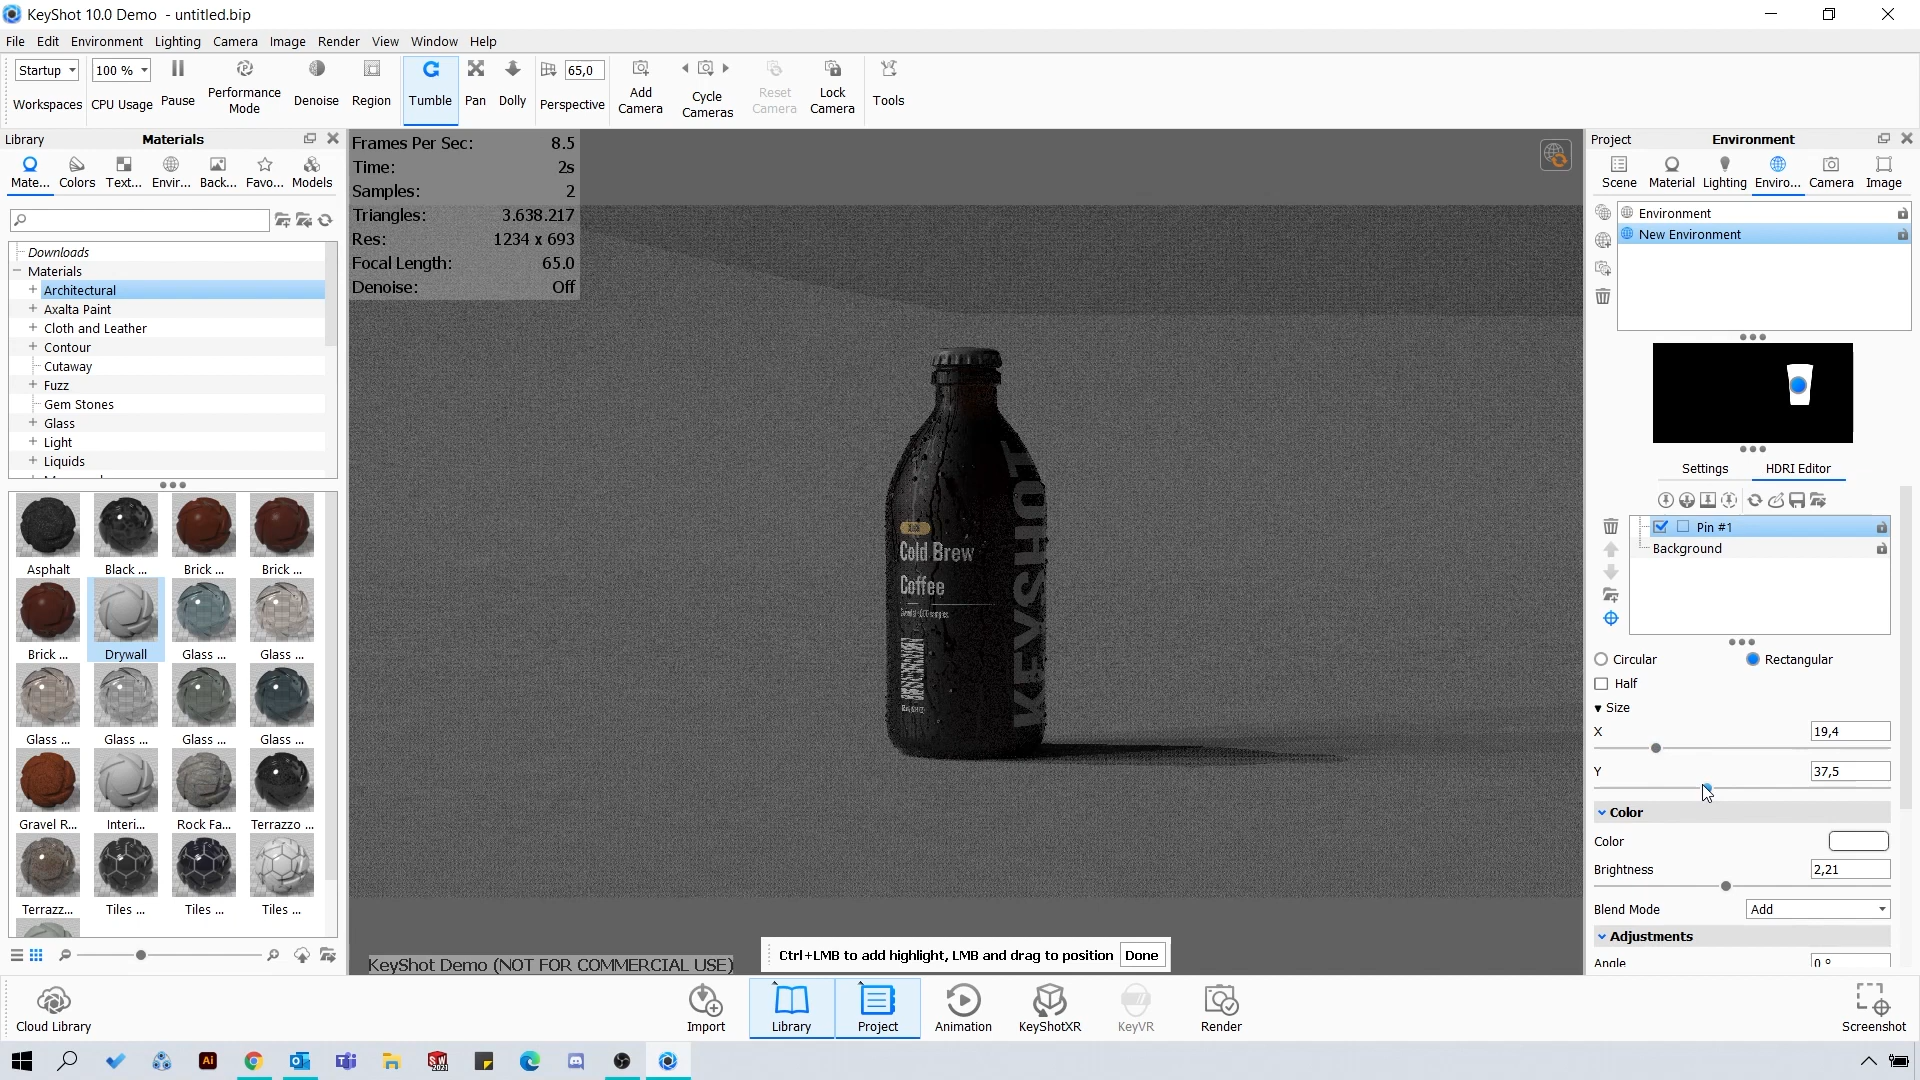 KeyShot 10.0 Demo - untitled.bip
File Edit Environment Lighting Camera Image Render View Window Help
Startup 100 % 65,0
Workspaces CPU Usage Pause Performance Mode Denoise Region Tumble Pan Dolly Perspective Add Camera Cycle Cameras Reset Camera Lock Camera Tools
Library Materials
Mate... Colors Text... Envir... Back... Favo... Models
Downloads
Materials
Architectural
Axalta Paint
Cloth and Leather
Contour
Cutaway
Fuzz
Gem Stones
Glass
Light
Liquids
Asphalt Black ... Brick ... Brick ...
Brick ... Drywall Glass ... Glass ...
Glass ... Glass ... Glass ... Glass ...
Gravel R... Interi... Rock Fa... Terrazzo ...
Terrazz... Tiles ... Tiles ... Tiles ...
Frames Per Sec: 8.5
Time: 2s
Samples: 2
Triangles: 3.638.217
Res: 1234 x 693
Focal Length: 65.0
Denoise: Off
Cold Brew
Coffee
KEYSHOT
KeyShot Demo (NOT FOR COMMERCIAL USE)
Ctrl+LMB to add highlight, LMB and drag to position Done
Project Environment
Scene Material Lighting Enviro... Camera Image
Environment
New Environment
Settings HDRI Editor
Pin #1
Background
Circular Rectangular
Half
Size
X 19,4
Y 37,5
Color
Color
Brightness 2,21
Blend Mode Add
Adjustments
Angle 0 °
Cloud Library Import Library Project Animation KeyShotXR KeyVR Render Screenshot